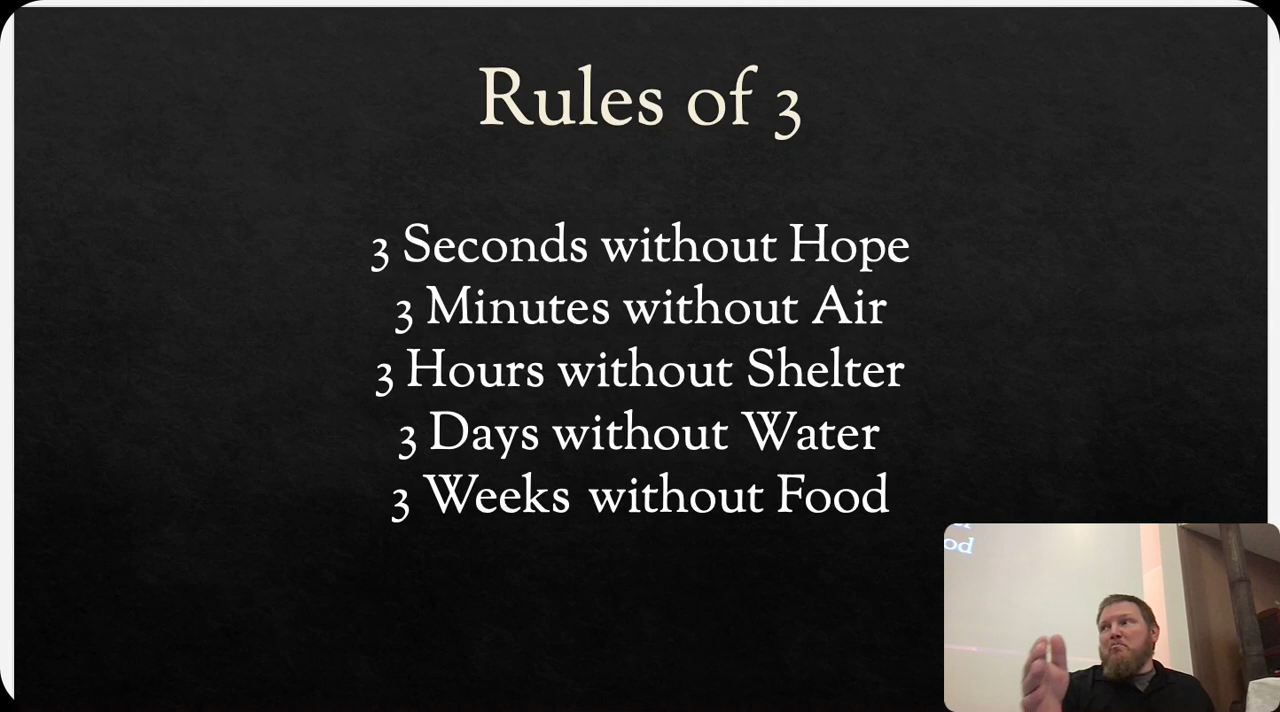 Rules of 3
3 Seconds without Hope
3 Minutes without Air
3 Hours without Shelter
3 Days without Water
3 Weeks without Food
od